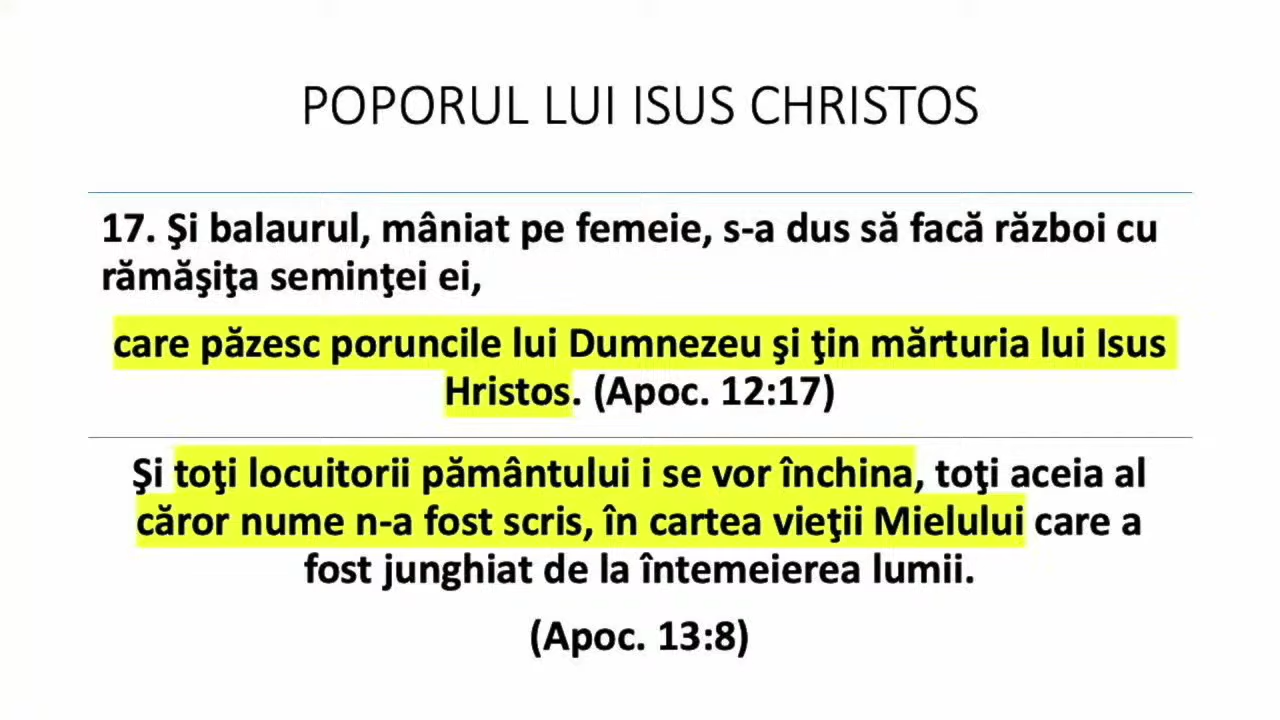 POPORUL LUI ISUS CHRISTOS
17. Şi balaurul, mâniat pe femeie, s-a dus să facă război cu
rămăşiţa seminţei ei,
care păzesc poruncile lui Dumnezeu şi ţin mărturia lui Isus
Hristos. (Apoc. 12:17)
Şi toţi locuitorii pământului i se vor închina, toţi aceia al
căror nume n-a fost scris, în cartea vieţii Mielului care a
fost junghiat de la întemeierea lumii.
(Apoc. 13:8)